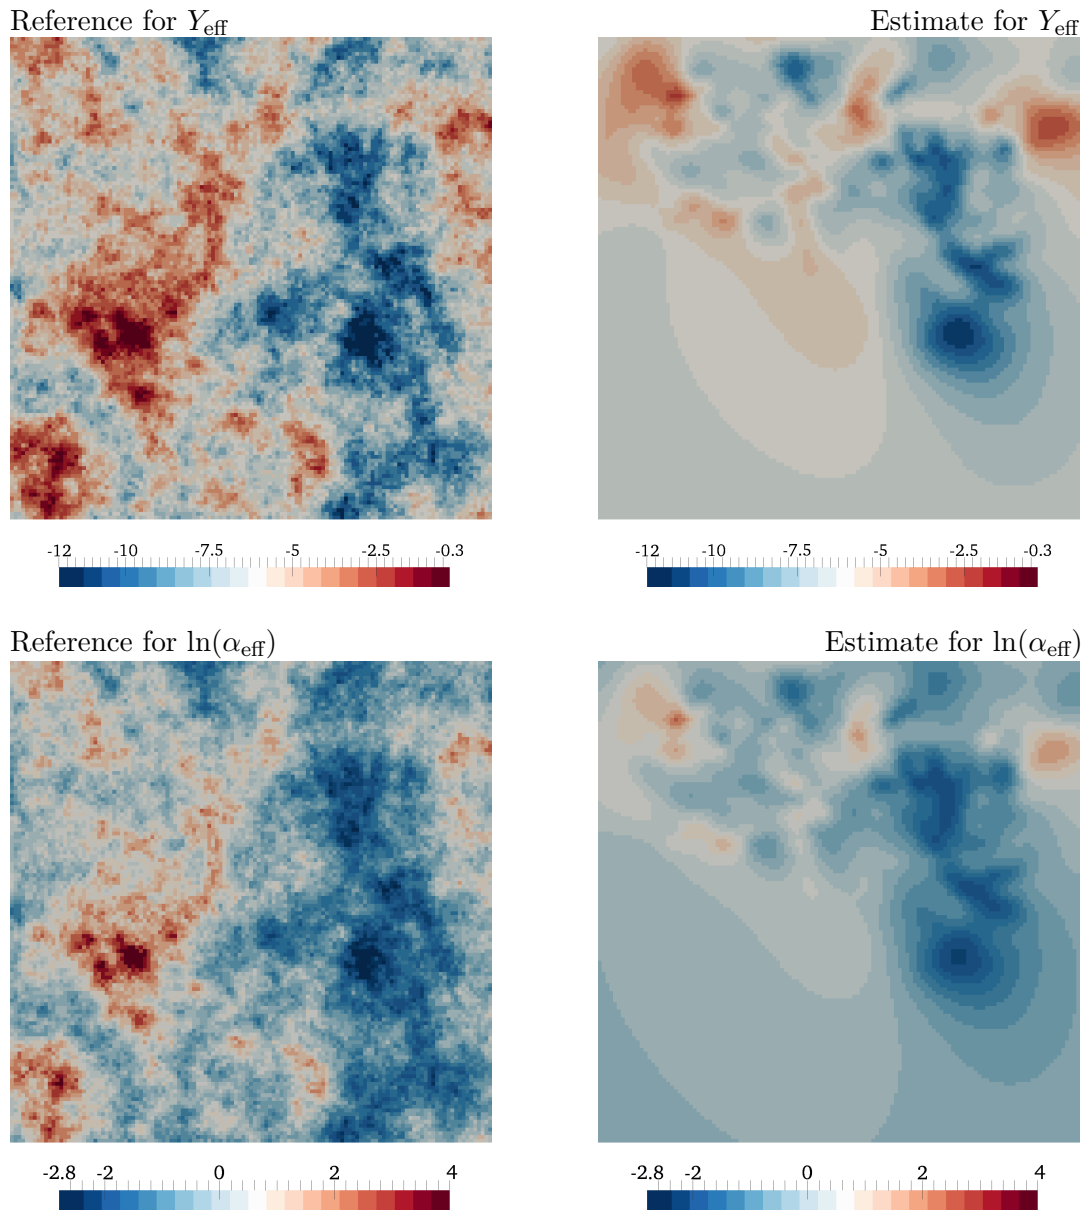 Reference for Y_eff
Estimate for Y_eff
-12 -10 -7.5 -5 -2.5 -0.3
-12 -10 -7.5 -5 -2.5 -0.3
Reference for ln(α_eff)
Estimate for ln(α_eff)
-2.8 -2 0 2 4
-2.8 -2 0 2 4